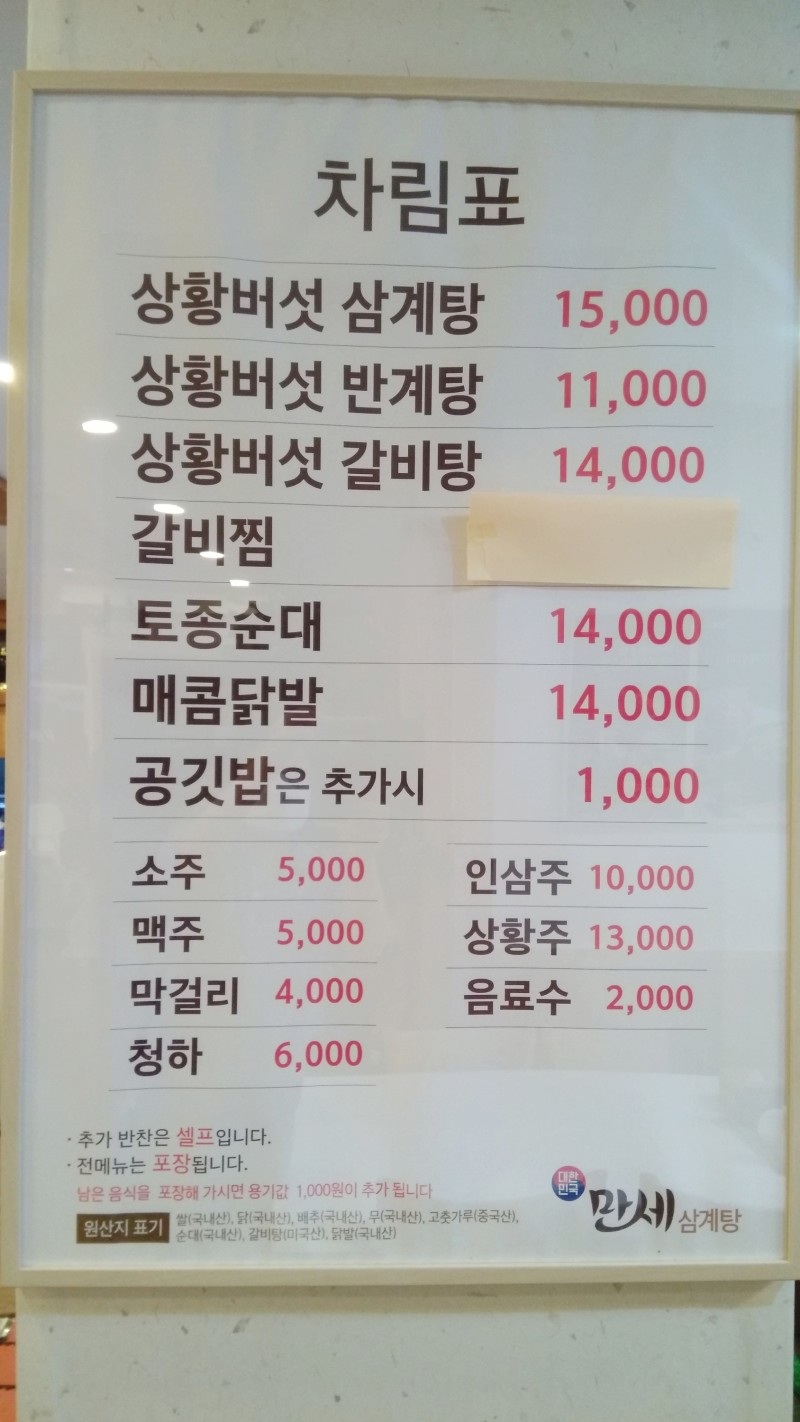 차림표
상황버섯 삼계탕 15,000
상황버섯 반계탕 11,000
상황버섯 갈비탕 14,000
갈비찜
토종순대 14,000
매콤닭발 14,000
공깃밥은 추가시 1,000
소주 5,000
맥주 5,000
막걸리 4,000
청하 6,000
인삼주 10,000
상황주 13,000
음료수 2,000
· 추가 반찬은 셀프입니다.
· 전메뉴는 포장됩니다.
남은 음식을 포장해 가시면 용기값 1,000원이 추가 됩니다
원산지 표기
쌀(국내산), 닭(국내산), 배추(국내산), 무(국내산), 고춧가루(중국산),
순대(국내산), 갈비탕(미국산), 닭발(국내산)
대한
민국
만세 삼계탕